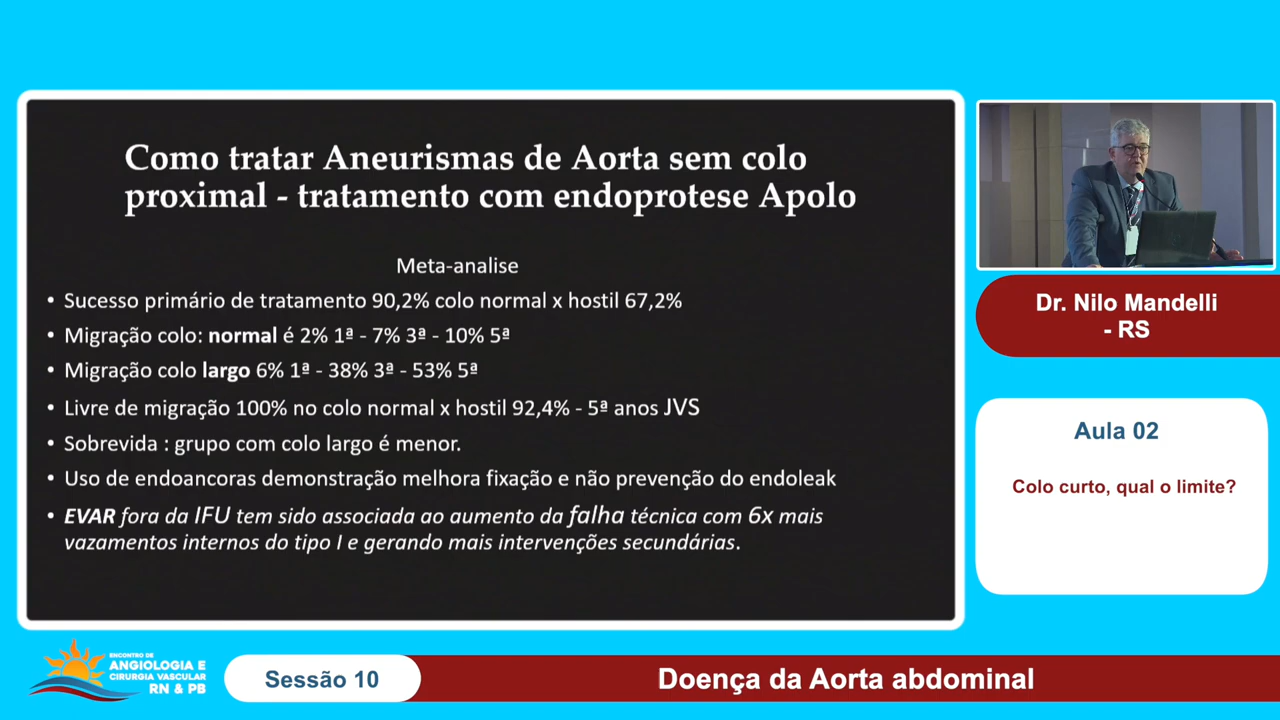 Como tratar Aneurismas de Aorta sem colo
proximal - tratamento com endoprotese Apolo
Meta-analise
• Sucesso primário de tratamento 90,2% colo normal x hostil 67,2%
• Migração colo: normal é 2% 1ª - 7% 3ª - 10% 5ª
• Migração colo largo 6% 1ª - 38% 3ª - 53% 5ª
• Livre de migração 100% no colo normal x hostil 92,4% - 5ª anos JVS
• Sobrevida : grupo com colo largo é menor.
• Uso de endoancoras demonstração melhora fixação e não prevenção do endoleak
• EVAR fora da IFU tem sido associada ao aumento da falha técnica com 6x mais
vazamentos internos do tipo I e gerando mais intervenções secundárias.
Dr. Nilo Mandelli
- RS
Aula 02
Colo curto, qual o limite?
ENCONTRO DE
ANGIOLOGIA E
CIRURGIA VASCULAR
RN & PB
Sessão 10
Doença da Aorta abdominal